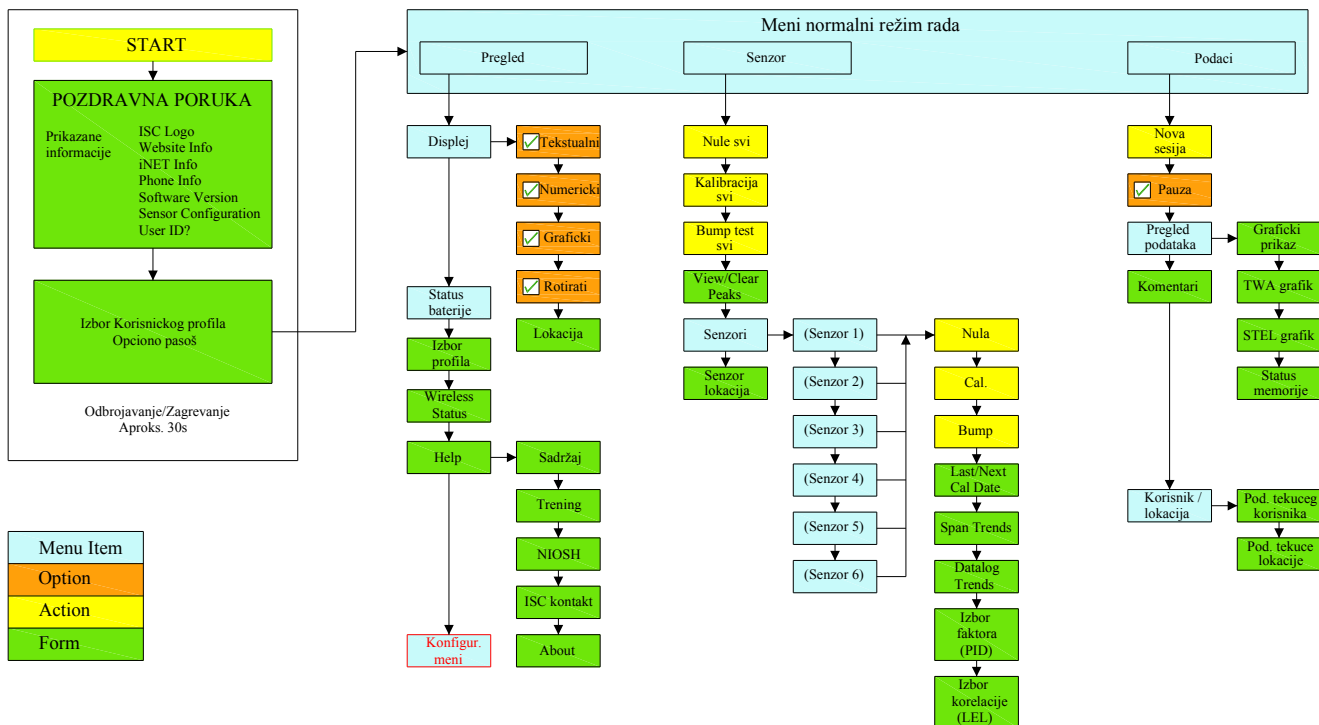 START
POZDRAVNA PORUKA
Prikazane
informacije
ISC Logo
Website Info
iNET Info
Phone Info
Software Version
Sensor Configuration
User ID?
Izbor Korisnickog profila
Opciono pasoš
Odbrojavanje/Zagrevanje
Aproks. 30s
Menu Item
Option
Action
Form
Meni normalni režim rada
Pregled
Senzor
Podaci
Displej
Status
baterije
Izbor
profila
Wireless
Status
Help
Konfigur.
meni
Tekstualni
Numericki
Graficki
Rotirati
Lokacija
Sadržaj
Trening
NIOSH
ISC kontakt
About
Nule svi
Kalibracija
svi
Bump test
svi
View/Clear
Peaks
Senzori
Senzor
lokacija
(Senzor 1)
(Senzor 2)
(Senzor 3)
(Senzor 4)
(Senzor 5)
(Senzor 6)
Nula
Cal.
Bump
Last/Next
Cal Date
Span Trends
Datalog
Trends
Izbor
faktora
(PID)
Izbor
korelacije
(LEL)
Nova
sesija
Pauza
Pregled
podataka
Komentari
Korisnik /
lokacija
Graficki
prikaz
TWA grafik
STEL grafik
Status
memorije
Pod. tekuceg
korisnika
Pod. tekuce
lokacije